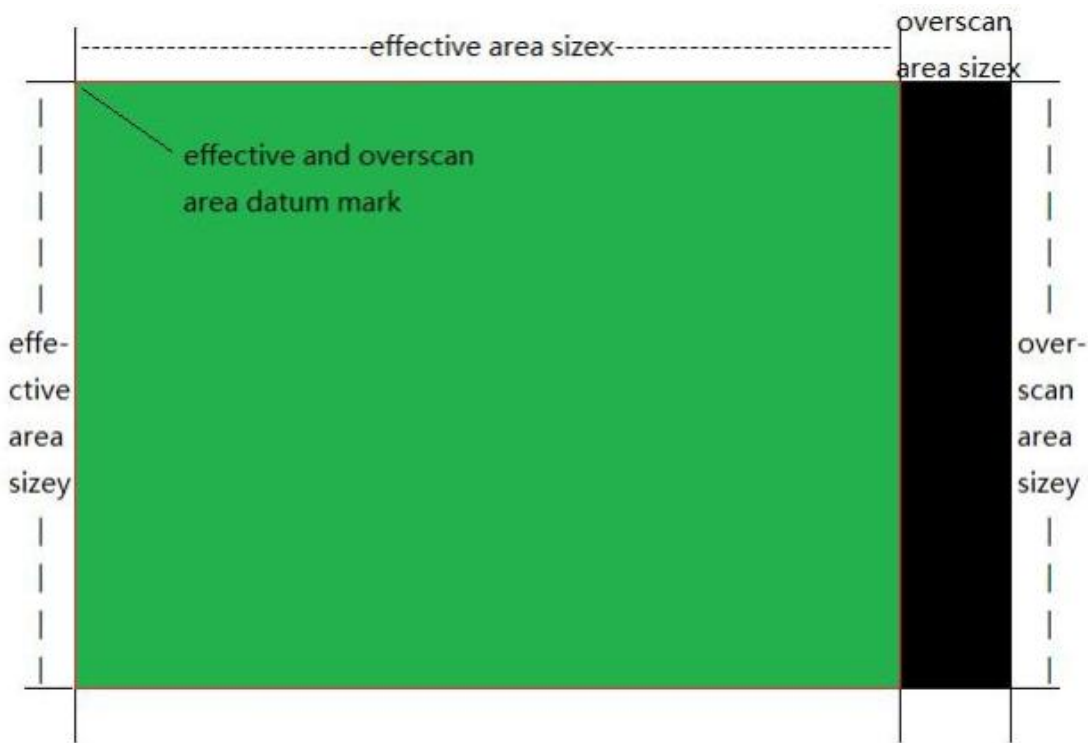 overscan
effective area sizex
area sizex
effective and overscan
area datum mark
effe-
ctive
area
sizey
over-
scan
area
sizey